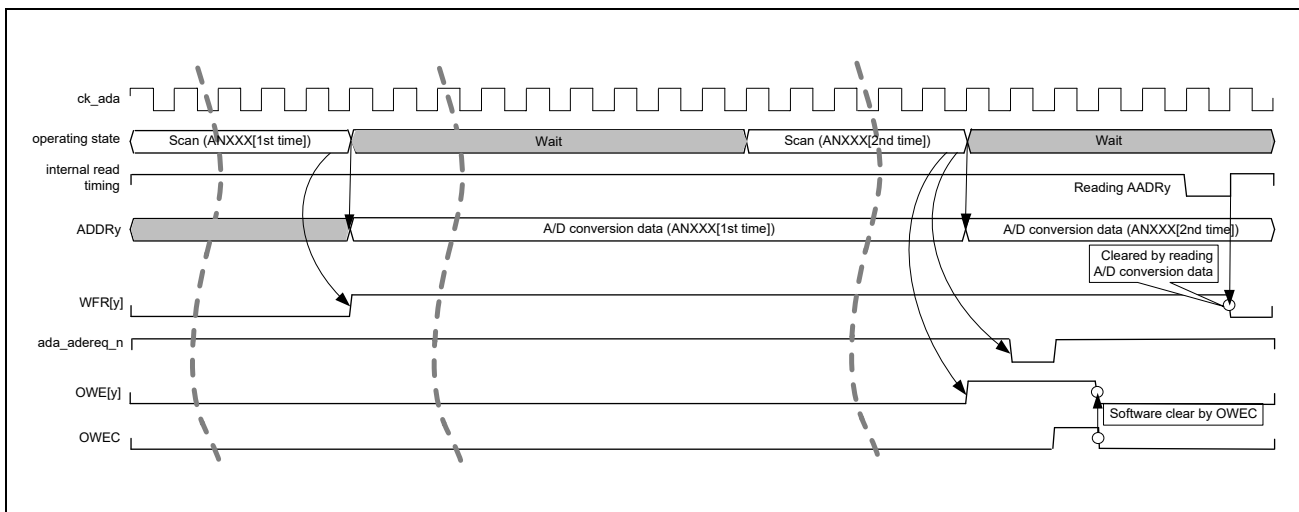 ck_ada
operating state
Scan (ANXXX[1st time])
Wait
Scan (ANXXX[2nd time])
Wait
internal read
timing
Reading AADRy
ADDRy
A/D conversion data (ANXXX[1st time])
A/D conversion data (ANXXX[2nd time])
Cleared by reading
A/D conversion data
WFR[y]
ada_adereq_n
OWE[y]
Software clear by OWEC
OWEC